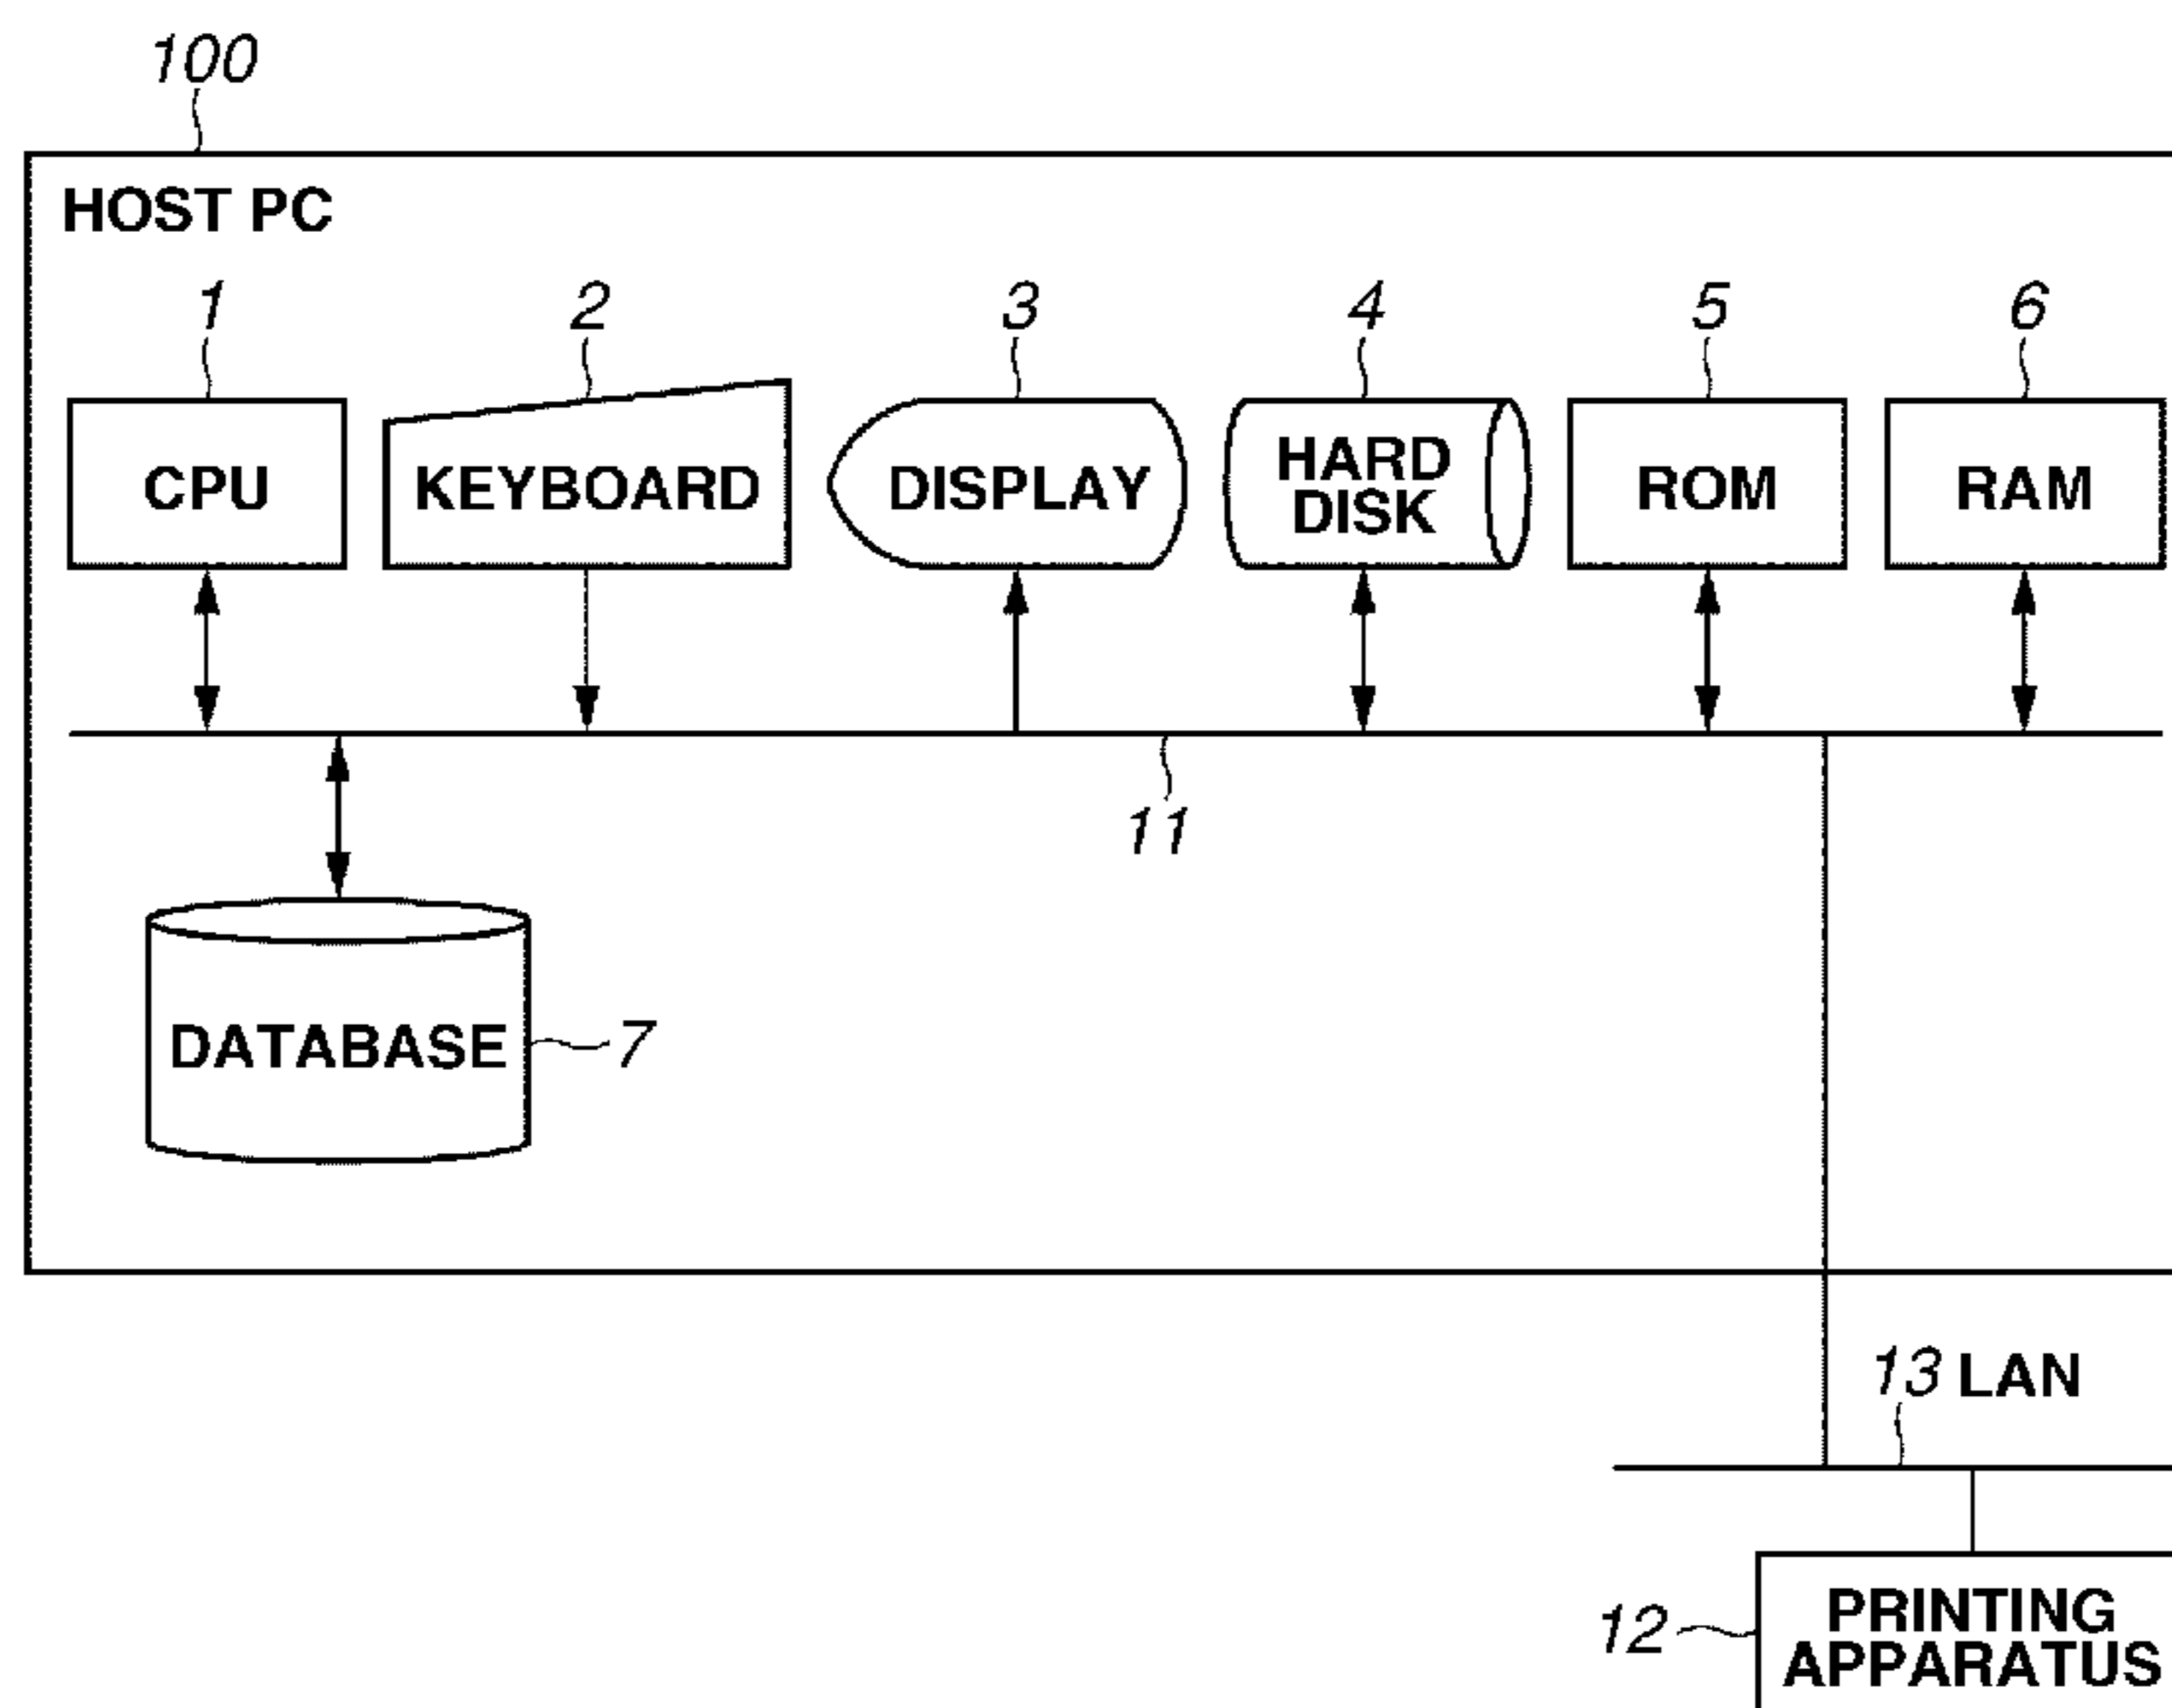 100
HOST PC
1
2
3
4
5
6
CPU
KEYBOARD
DISPLAY
HARD
DISK
ROM
RAM
11
DATABASE
7
13 LAN
12
PRINTING
APPARATUS